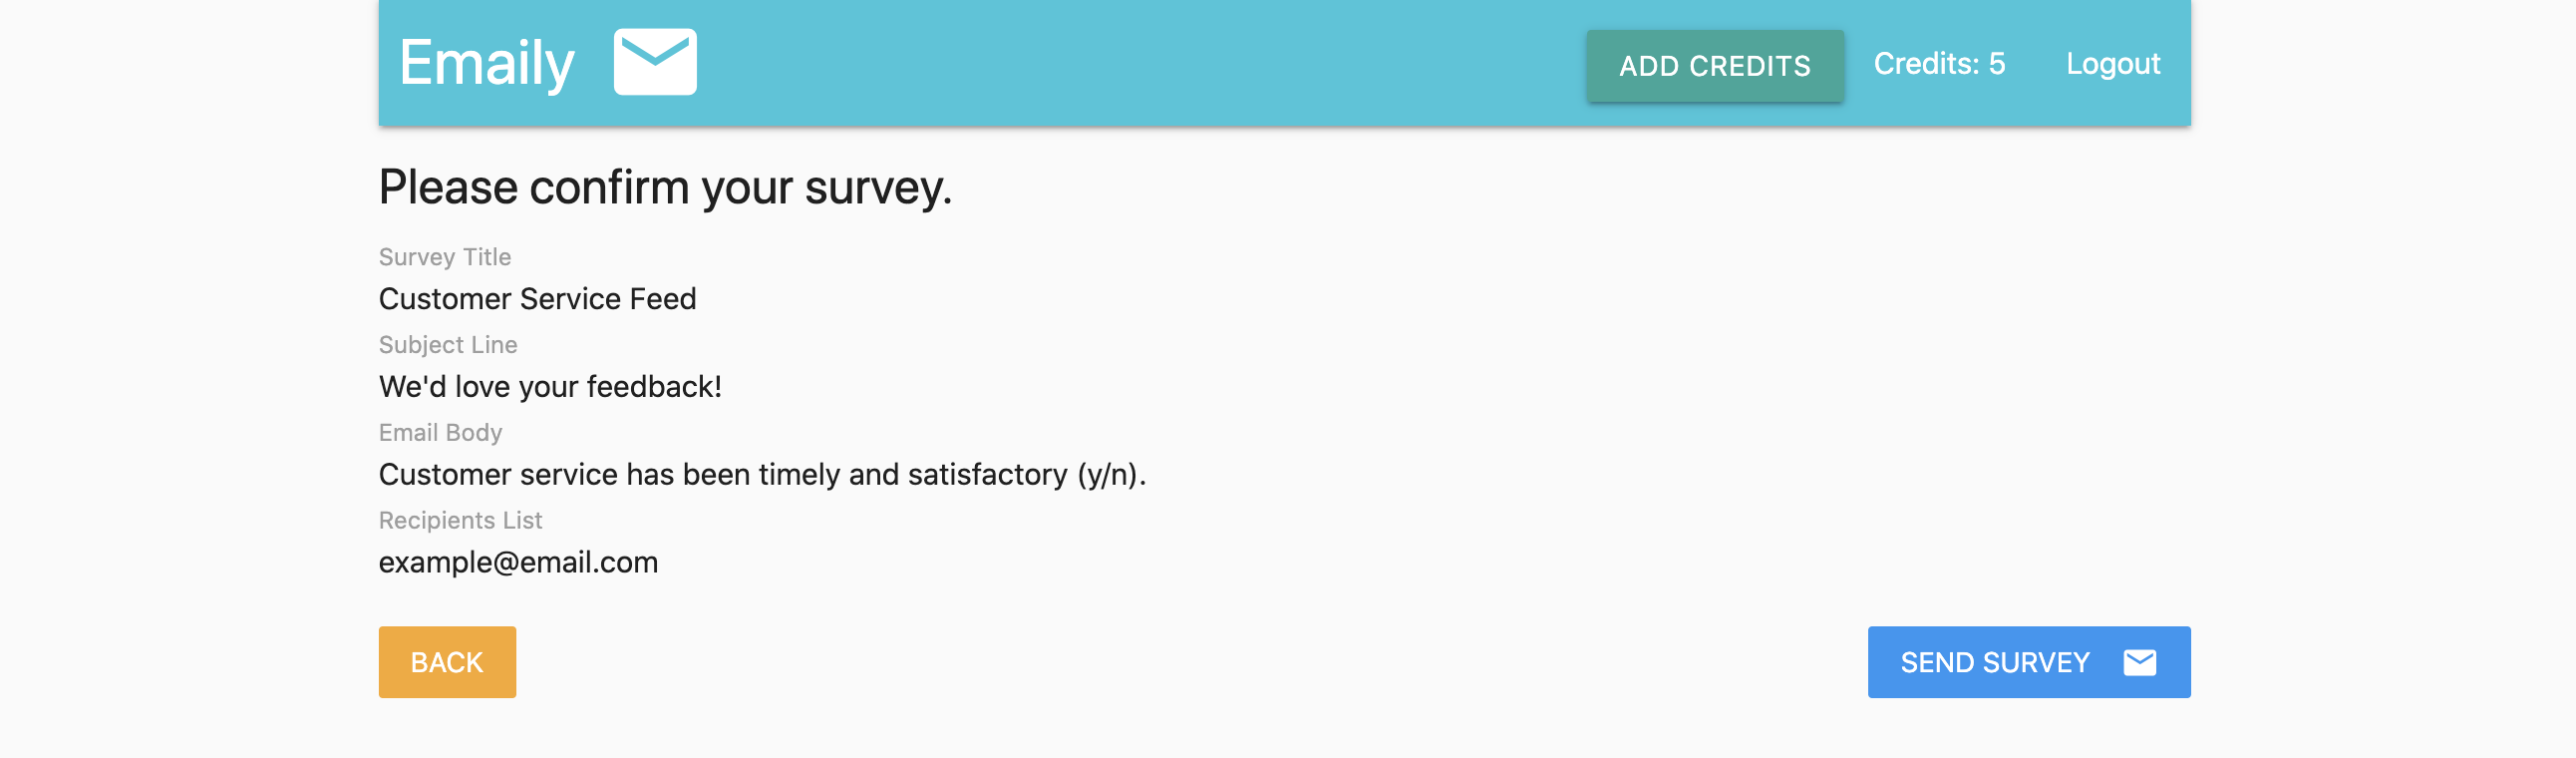 Emaily
ADD CREDITS
Credits: 5
Logout
Please confirm your survey.
Survey Title
Customer Service Feed
Subject Line
We'd love your feedback!
Email Body
Customer service has been timely and satisfactory (y/n).
Recipients List
example@email.com
BACK
SEND SURVEY